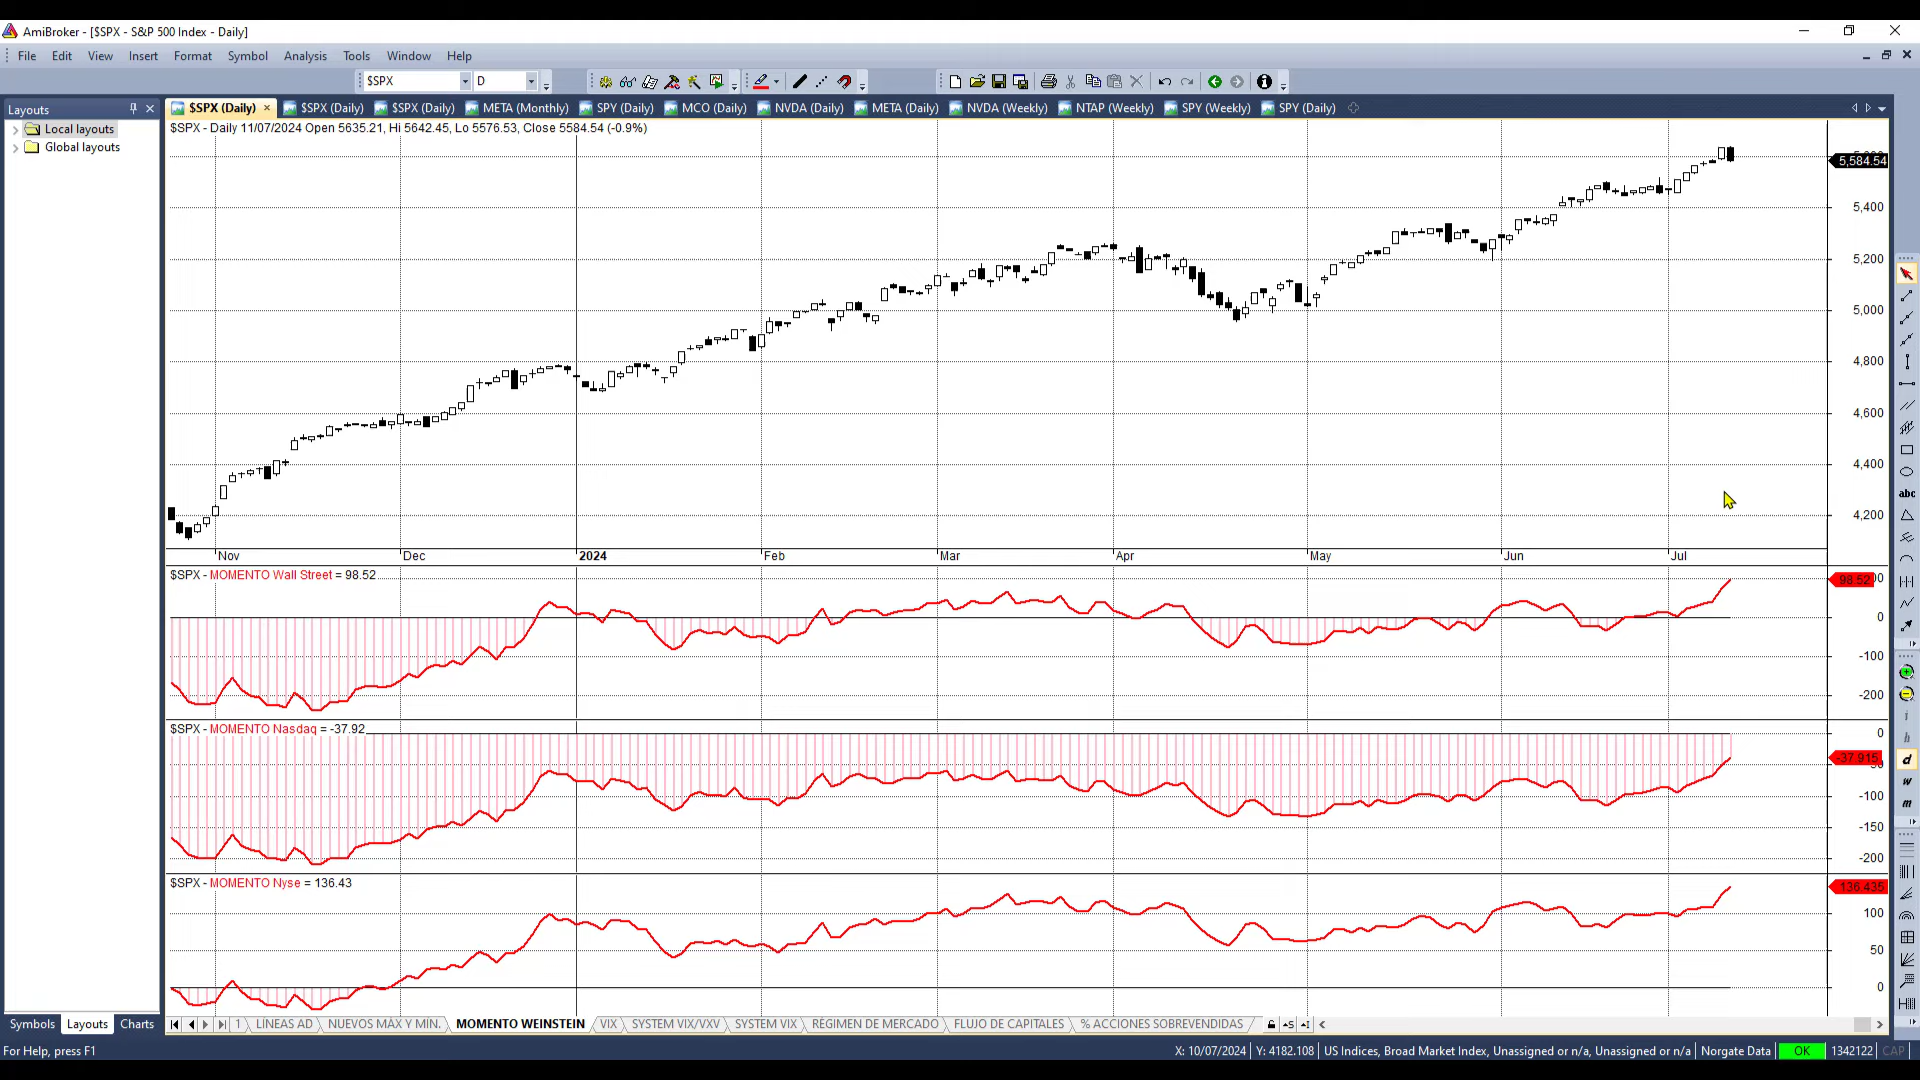 AmiBroker - [$SPX - S&P 500 Index - Daily]
File Edit View Insert Format Symbol Analysis Tools Window Help
$SPX D
Layouts
$SPX (Daily) $SPX (Daily) $SPX (Daily) META (Monthly) SPY (Daily) MCO (Daily) NVDA (Daily) META (Daily) NVDA (Weekly) NTAP (Weekly) SPY (Weekly) SPY (Daily)
Local layouts
Global layouts
$SPX - Daily 11/07/2024 Open 5635.21, Hi 5642.45, Lo 5576.53, Close 5584.54 (-0.9%)
5,584.54
5,400
5,200
5,000
4,800
4,600
4,400
4,200
abc
Nov Dec 2024 Feb Mar Apr May Jun Jul
$SPX - MOMENTO Wall Street = 98.52
98.52
0
-100
-200
$SPX - MOMENTO Nasdaq = -37.92
0
-37.915
-100
-150
-200
i
h
d
w
m
$SPX - MOMENTO Nyse = 136.43
136.435
100
50
0
Symbols Layouts Charts
1 LINEAS AD NUEVOS MAX Y MIN. MOMENTO WEINSTEIN VIX SYSTEM VIX/VXV SYSTEM VIX RÉGIMEN DE MERCADO FLUJO DE CAPITALES % ACCIONES SOBREVENDIDAS
For Help, press F1
X: 10/07/2024 Y: 4182.108 US Indices, Broad Market Index, Unassigned or n/a, Unassigned or n/a Norgate Data OK 1342122 CAP